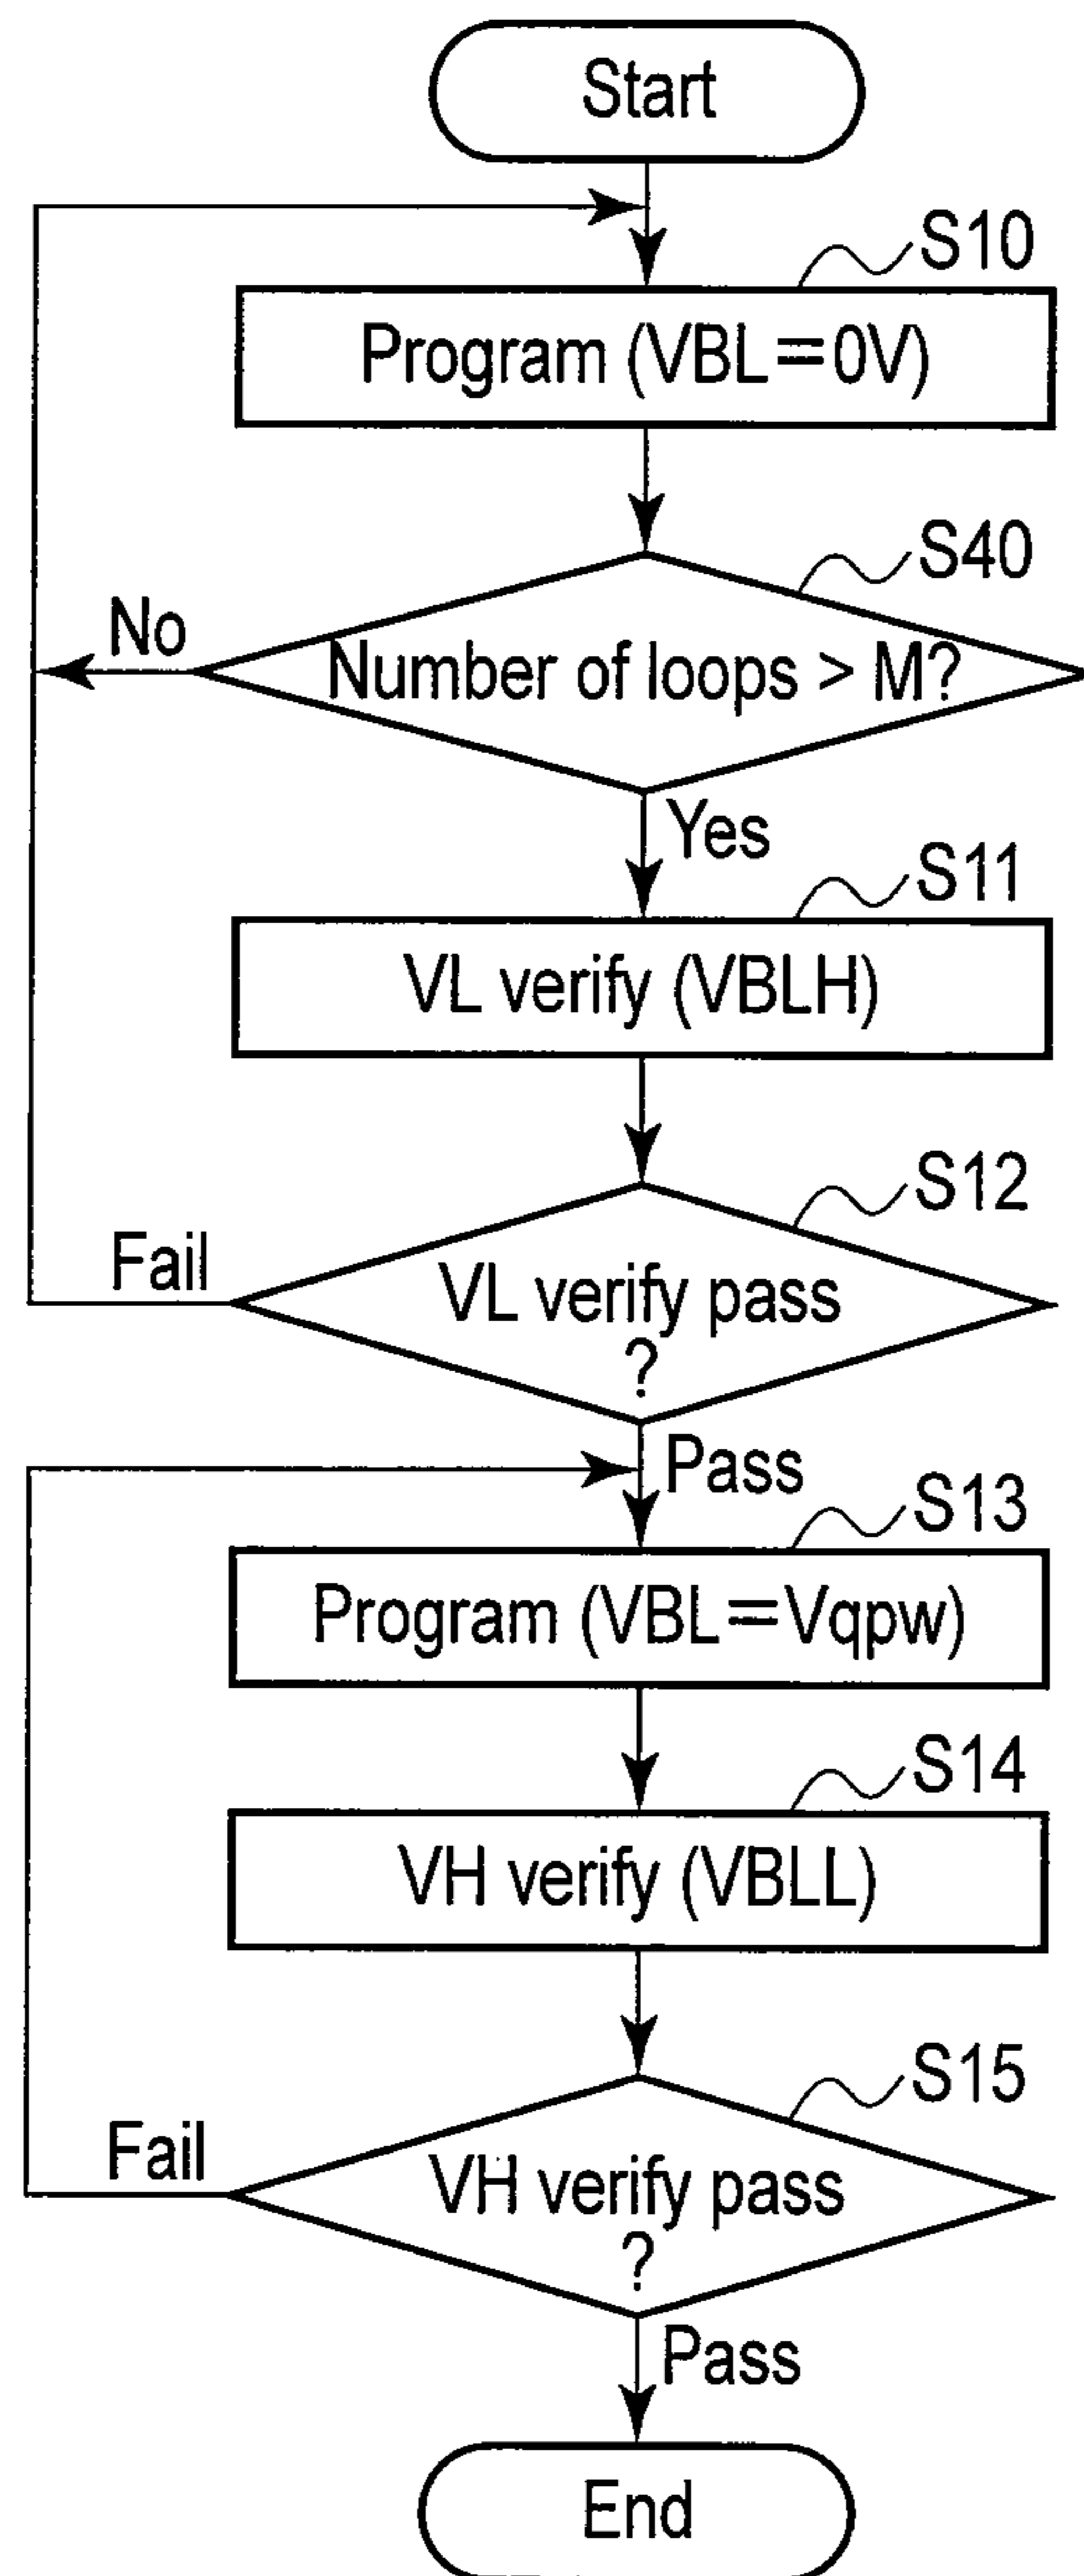 Start
S10
Program (VBL=0V)
S40
No
Number of loops > M?
Yes
S11
VL verify (VBLH)
S12
Fail
VL verify pass
?
Pass
S13
Program (VBL=Vqpw)
S14
VH verify (VBLL)
S15
Fail
VH verify pass
?
Pass
End